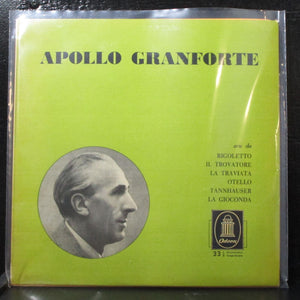 APOLLO GRANFORTE
arie da
RIGOLETTO
IL TROVATORE
LA TRAVIATA
OTELLO
TANNHAUSER
LA GIOCONDA
Odeon
33